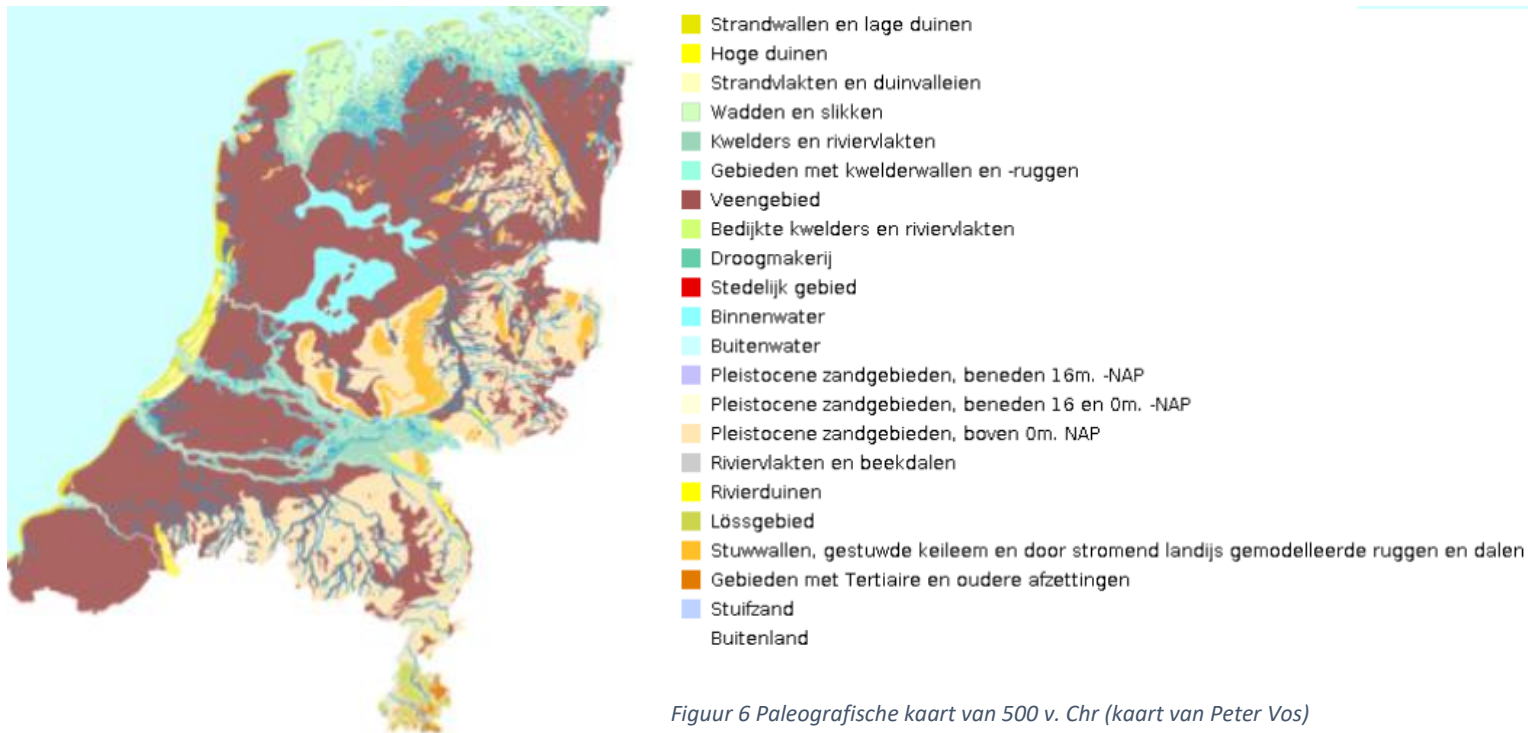 Strandwallen en lage duinen
Hoge duinen
Strandvlakten en duinvalleien
Wadden en slikken
Kwelders en riviervlakten
Gebieden met kwelderwallen en -ruggen
Veengebied
Bedijkte kwelders en riviervlakten
Droogmakerij
Stedelijk gebied
Binnenwater
Buitenwater
Pleistocene zandgebieden, beneden 16m. -NAP
Pleistocene zandgebieden, beneden 16 en 0m. -NAP
Pleistocene zandgebieden, boven 0m. NAP
Riviervlakten en beekdalen
Rivierduinen
Lössgebied
Stuwwallen, gestuwde keileem en door stromend landijs gemodelleerde ruggen en dalen
Gebieden met Tertiaire en oudere afzettingen
Stuifzand
Buitenland
Figuur 6 Paleografische kaart van 500 v. Chr (kaart van Peter Vos)